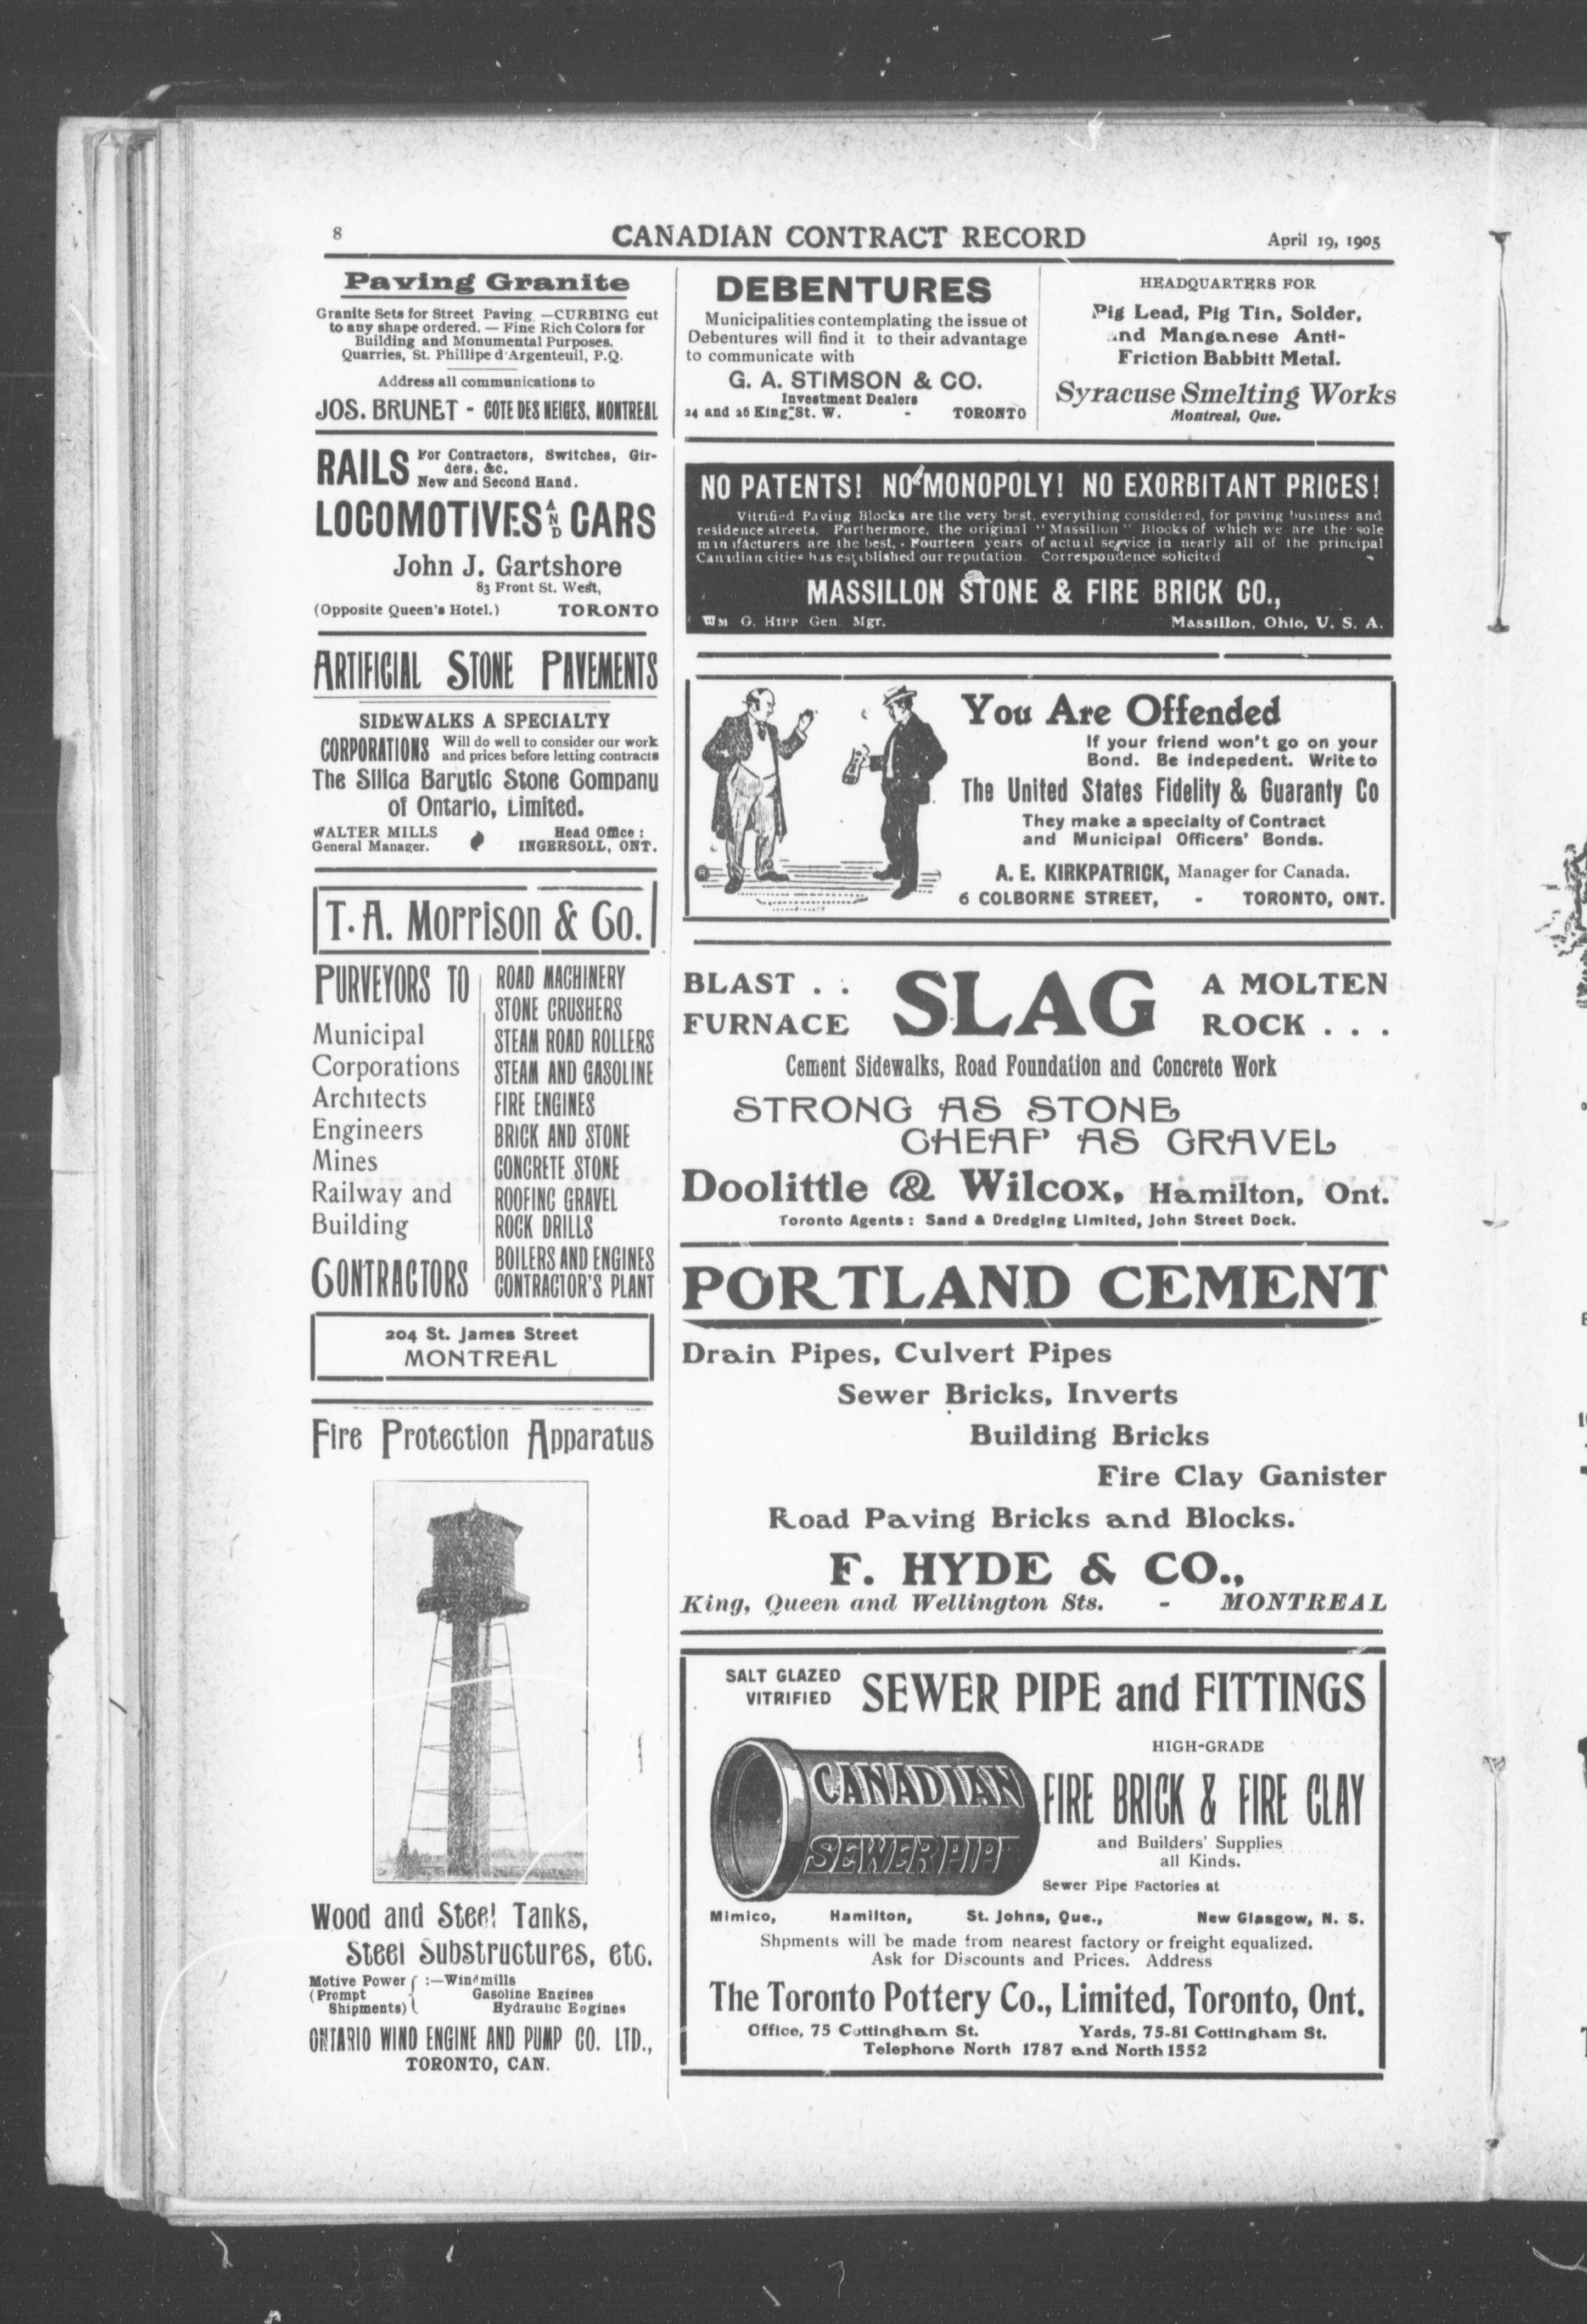 8
CANADIAN CONTRACT RECORD
April 19, 1905
Paving Granite
Granite Sets for Street Paving.—CURBING cut
to any shape ordered. — Fine Rich Colors for
Building and Monumental Purposes.
Quarries, St. Phillipe d'Argenteuil, P.Q.
Address all communications to
JOS. BRUNET - COTE DES NEIGES, MONTREAL
RAILS For Contractors, Switches, Gir-
ders, &c.
New and Second Hand.
LOCOMOTIVES AND CARS
John J. Gartshore
83 Front St. West,
(Opposite Queen's Hotel.) TORONTO
ARTIFICIAL STONE PAVEMENTS
SIDEWALKS A SPECIALTY
CORPORATIONS Will do well to consider our work
and prices before letting contracts
The Silica Barytic Stone Company
of Ontario, Limited.
WALTER MILLS
General Manager.
Head Office :
INGERSOLL, ONT.
T. A. Morrison & Co.
PURVEYORS TO
Municipal
Corporations
Architects
Engineers
Mines
Railway and
Building
CONTRACTORS
ROAD MACHINERY
STONE CRUSHERS
STEAM ROAD ROLLERS
STEAM AND GASOLINE
FIRE ENGINES
BRICK AND STONE
CONCRETE STONE
ROOFING GRAVEL
ROCK DRILLS
BOILERS AND ENGINES
CONTRACTOR'S PLANT
204 St. James Street
MONTREAL
Fire Protection Apparatus
Wood and Steel Tanks,
Steel Substructures, etc.
Motive Power :—Windmills
(Prompt Gasoline Engines
Shipments) Hydraulic Eogines
ONTARIO WIND ENGINE AND PUMP CO. LTD.,
TORONTO, CAN.
DEBENTURES
Municipalities contemplating the issue of
Debentures will find it to their advantage
to communicate with
G. A. STIMSON & CO.
Investment Dealers
24 and 26 King St. W. - TORONTO
HEADQUARTERS FOR
Pig Lead, Pig Tin, Solder,
and Manganese Anti-
Friction Babbitt Metal.
Syracuse Smelting Works
Montreal, Que.
NO PATENTS! NO MONOPOLY! NO EXORBITANT PRICES!
Vitrified Paving Blocks are the very best, everything considered, for paving business and
residence streets. Furthermore, the original "Massillon" Blocks of which we are the sole
manifacturers are the best. Fourteen years of actual service in nearly all of the principal
Canadian cities has established our reputation. Correspondence solicited
MASSILLON STONE & FIRE BRICK CO.,
WM G. HIPP Gen. Mgr.
Massillon, Ohio, U. S. A.
You Are Offended
If your friend won't go on your
Bond. Be indepedent. Write to
The United States Fidelity & Guaranty Co
They make a specialty of Contract
and Municipal Officers' Bonds.
A. E. KIRKPATRICK, Manager for Canada.
6 COLBORNE STREET, - TORONTO, ONT.
BLAST . .
FURNACE
SLAG
A MOLTEN
ROCK . . .
Cement Sidewalks, Road Foundation and Concrete Work
STRONG AS STONE
CHEAP AS GRAVEL
Doolittle & Wilcox, Hamilton, Ont.
Toronto Agents : Sand & Dredging Limited, John Street Dock.
PORTLAND CEMENT
Drain Pipes, Culvert Pipes
Sewer Bricks, Inverts
Building Bricks
Fire Clay Ganister
Road Paving Bricks and Blocks.
F. HYDE & CO.,
King, Queen and Wellington Sts. - MONTREAL
SALT GLAZED
VITRIFIED
SEWER PIPE and FITTINGS
CANADIAN
SEWER PIPE
HIGH-GRADE
FIRE BRICK & FIRE CLAY
and Builders' Supplies
all Kinds.
Sewer Pipe Factories at
Mimico, Hamilton, St. Johns, Que., New Glasgow, N. S.
Shpments will be made from nearest factory or freight equalized.
Ask for Discounts and Prices. Address
The Toronto Pottery Co., Limited, Toronto, Ont.
Office, 75 Cottingham St. Yards, 75-81 Cottingham St.
Telephone North 1787 and North 1552